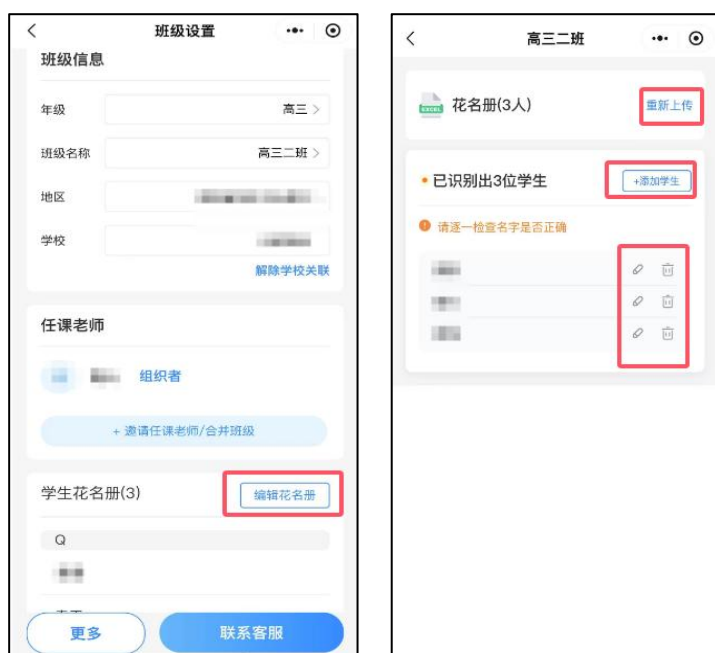 班级设置
班级信息
年级
高三
班级名称
高三二班
地区
学校
解除学校关联
任课老师
组织者
+ 邀请任课老师/合并班级
学生花名册(3)
编辑花名册
Q
更多
联系客服
高三二班
EXCEL
花名册(3人)
重新上传
已识别出3位学生
+添加学生
请逐一检查名字是否正确